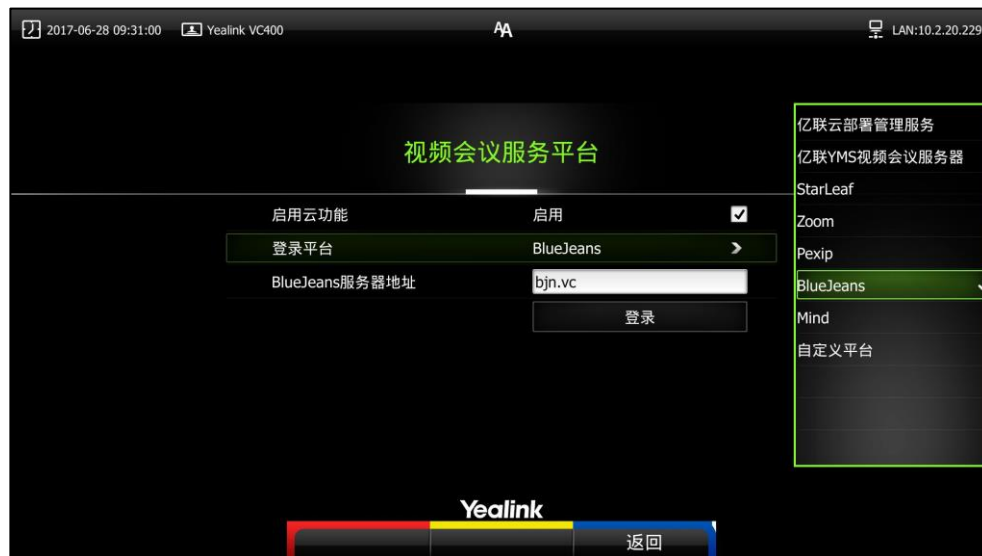 2017-06-28 09:31:00 Yealink VC400 AA LAN:10.2.20.229
视频会议服务平台
启用云功能 启用
登录平台 BlueJeans
BlueJeans服务器地址 bjn.vc
登录
亿联云部署管理服务
亿联YMS视频会议服务器
StarLeaf
Zoom
Pexip
BlueJeans
Mind
自定义平台
Yealink
返回